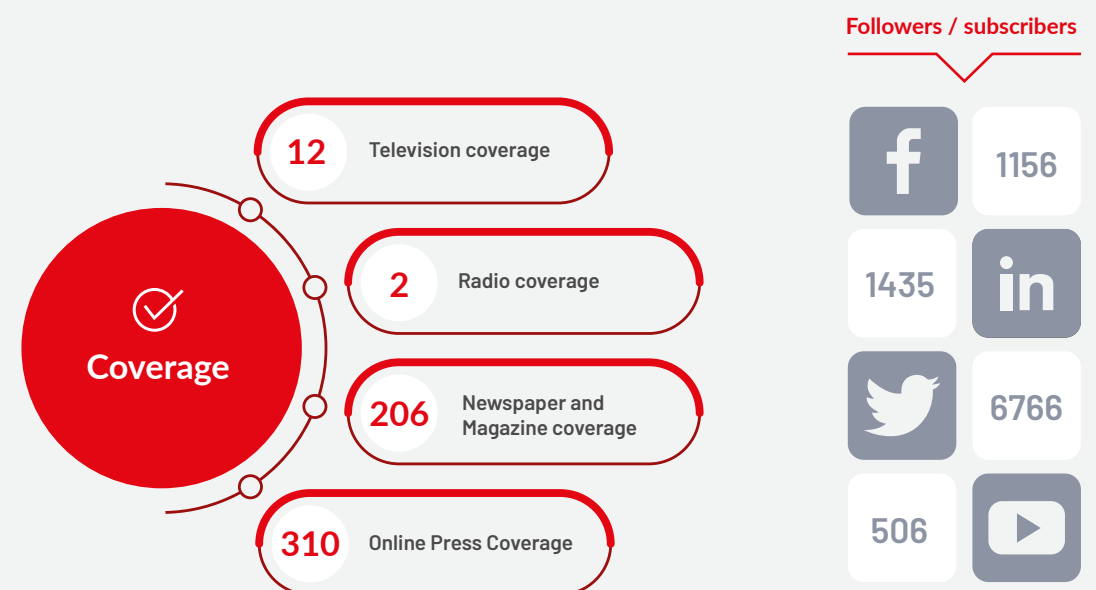 Followers / subscribers
12
Television coverage
1156
2
Radio coverage
1435
in
Coverage
206
Newspaper and
Magazine coverage
6766
310
Online Press Coverage
506